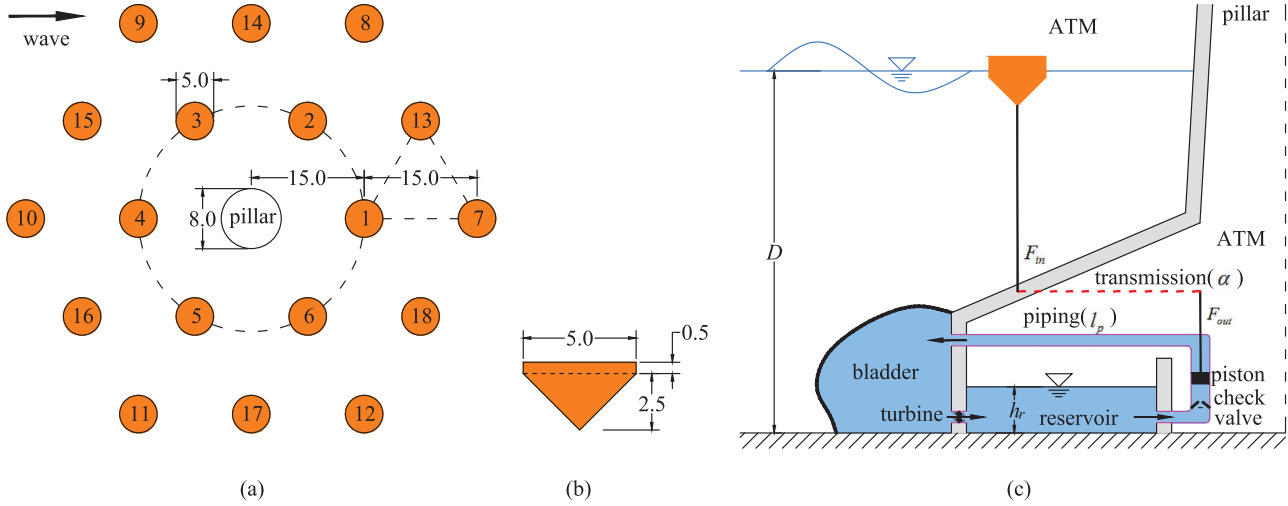 9
14
8
wave
5.0
15
3
2
13
15.0
15.0
10
4
8.0
pillar
1
7
16
5
6
18
11
17
12
(a)
5.0
0.5
2.5
(b)
pillar
ATM
D
F_in
ATM
transmission(α)
piping(l_p)
F_out
bladder
piston
check
valve
turbine
h_r
reservoir
(c)